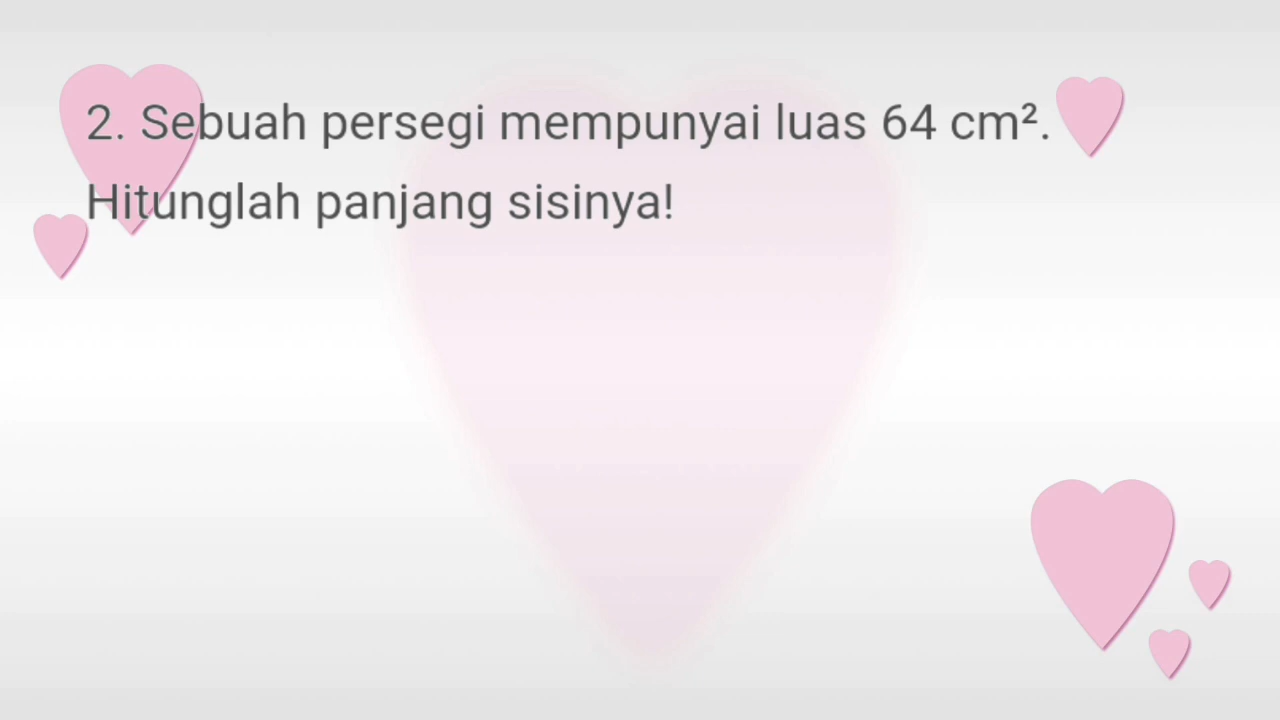 2. Sebuah persegi mempunyai luas 64 cm².
Hitunglah panjang sisinya!